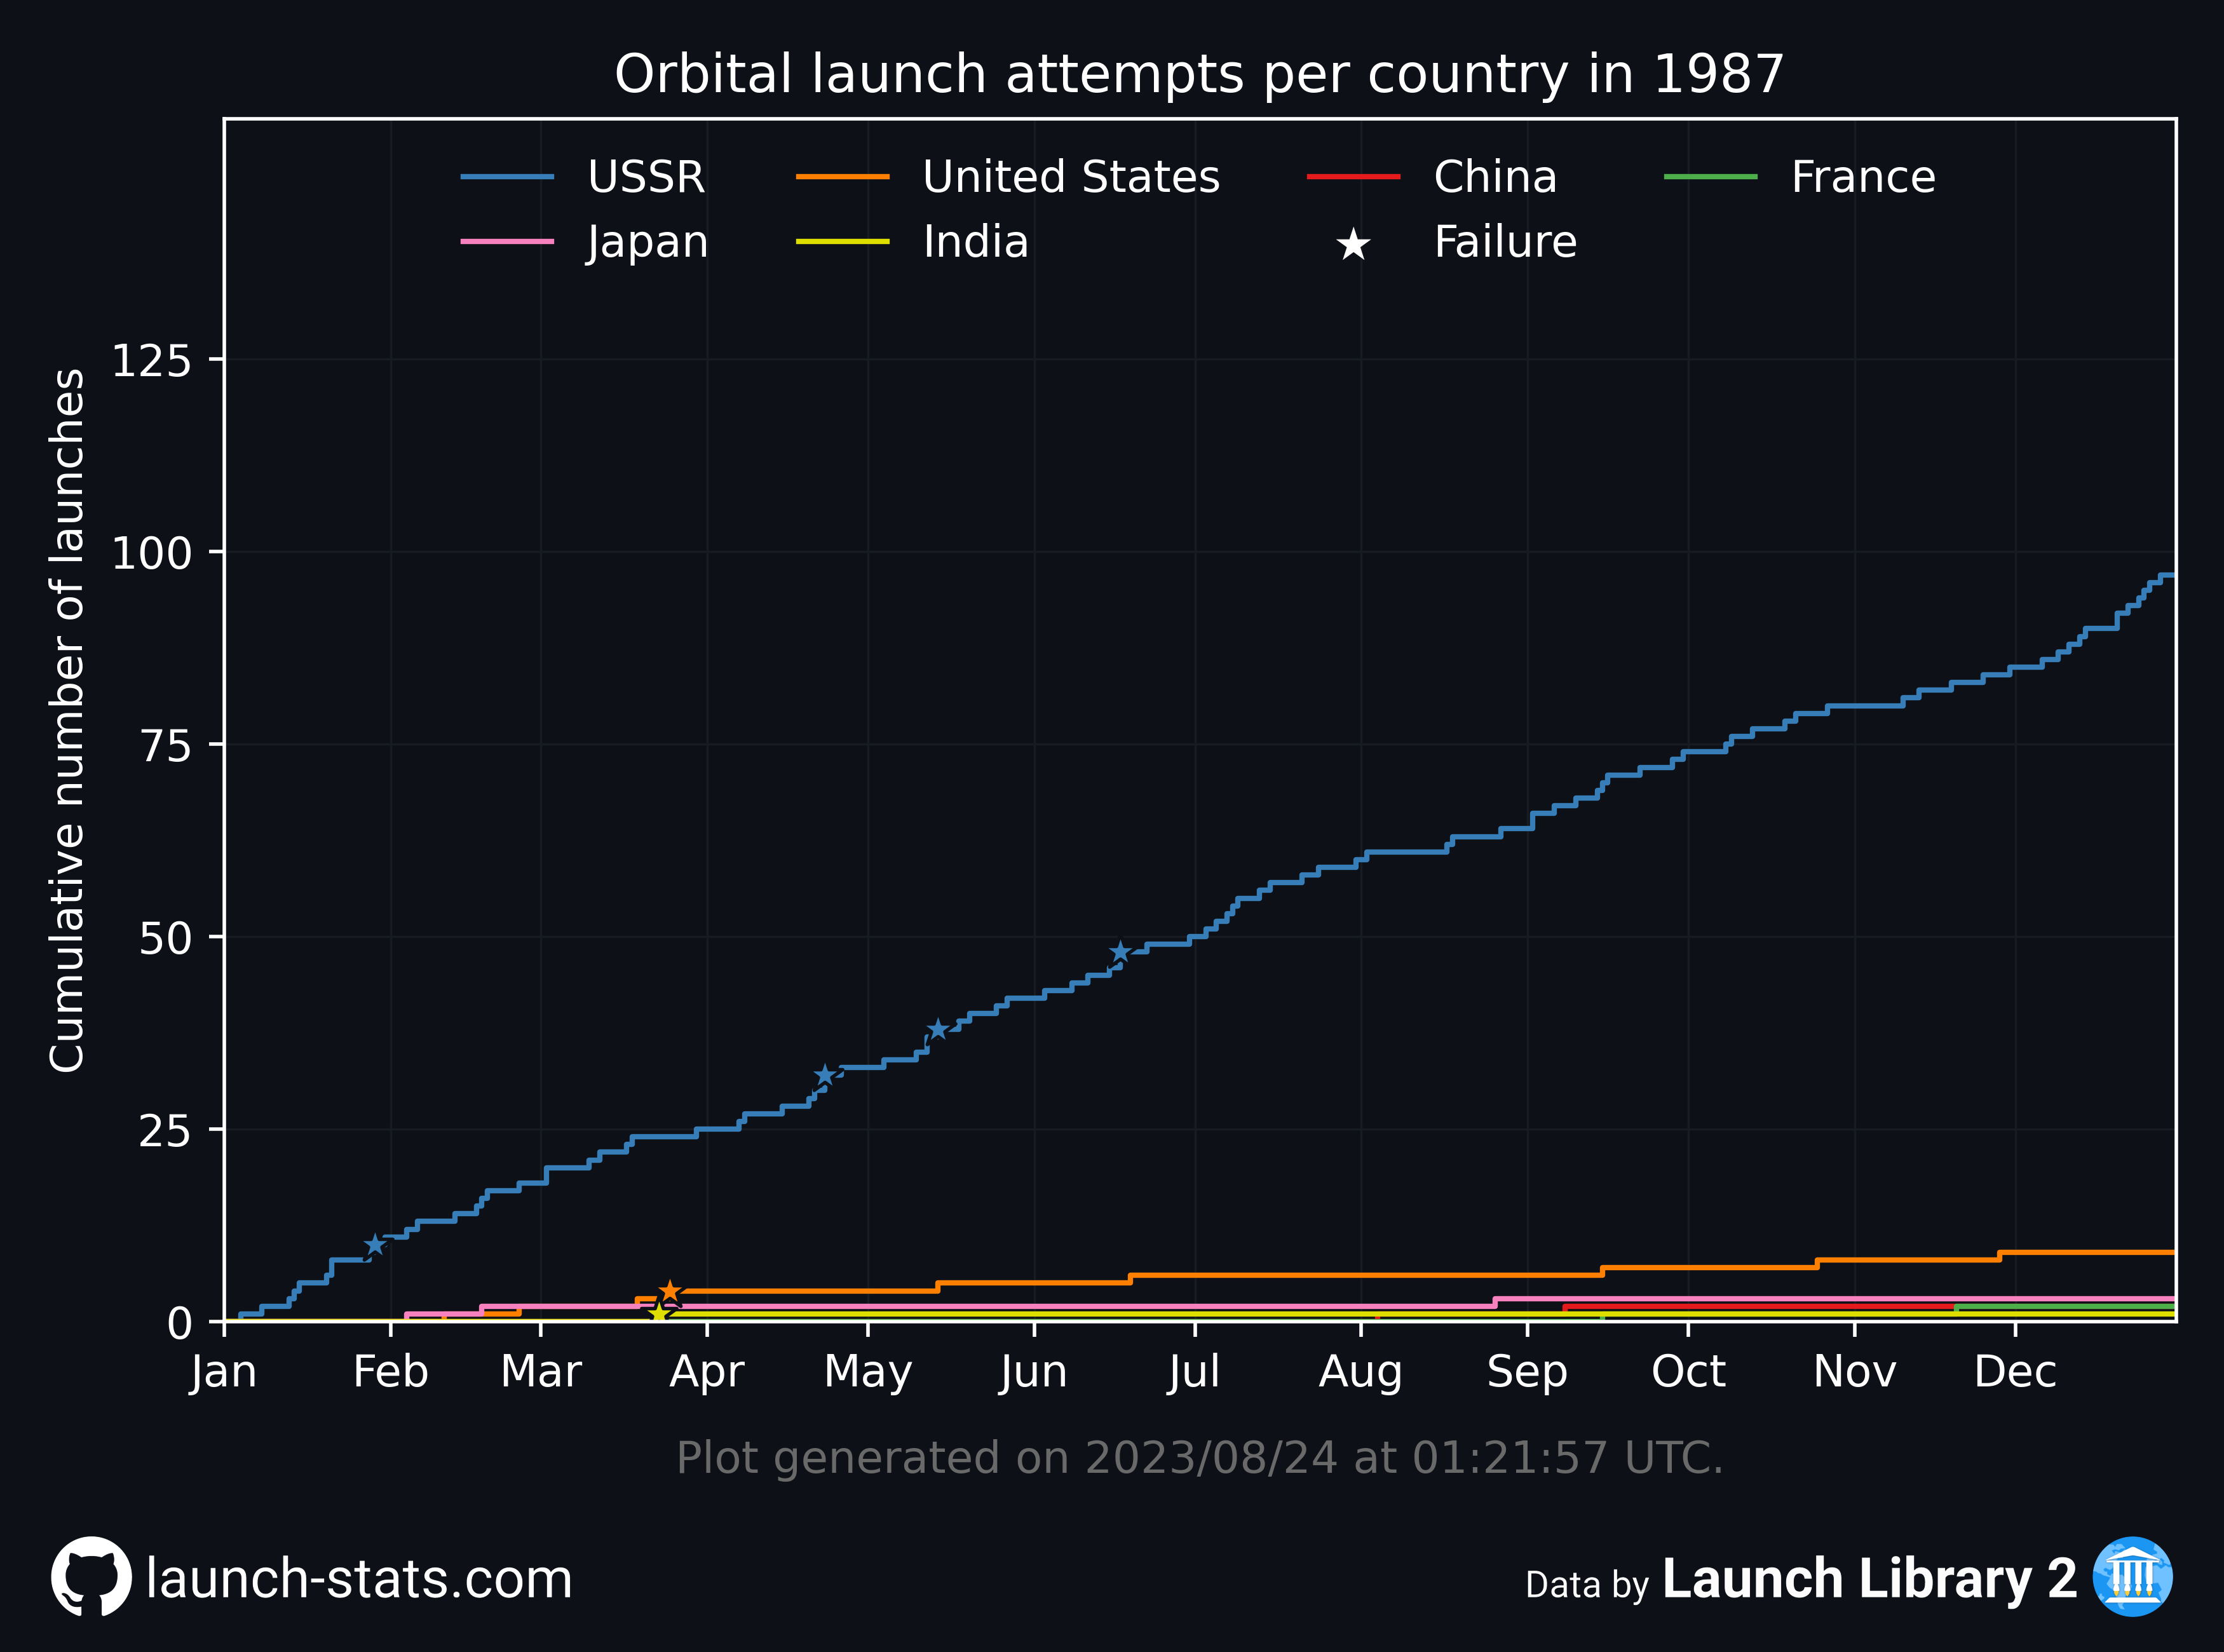 Orbital launch attempts per country in 1987
USSR United States China France
Japan India Failure
Cumulative number of launches
125
100
75
50
25
0
Jan Feb Mar Apr May Jun Jul Aug Sep Oct Nov Dec
Plot generated on 2023/08/24 at 01:21:57 UTC.
launch-stats.com
Data by Launch Library 2